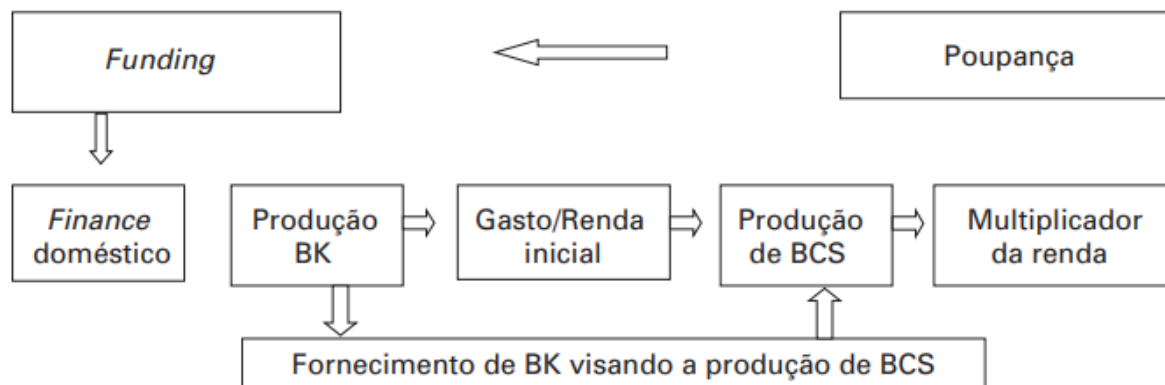 Funding
Poupança
Finance
doméstico
Produção
BK
Gasto/Renda
inicial
Produção
de BCS
Multiplicador
da renda
Fornecimento de BK visando a produção de BCS